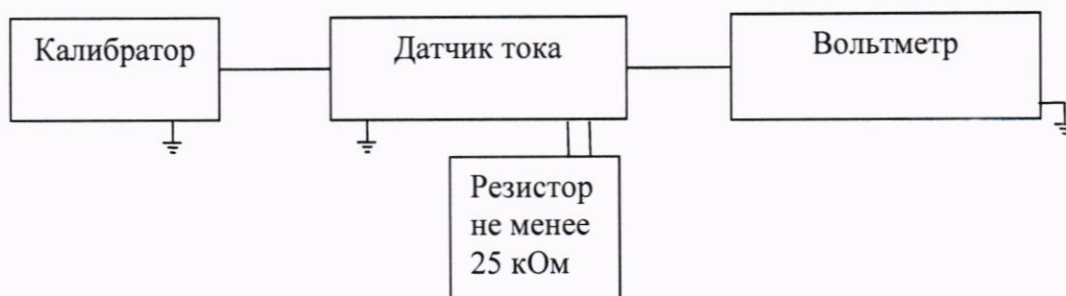 Калибратор
Датчик тока
Вольтметр
Резистор
не менее
25 кОм